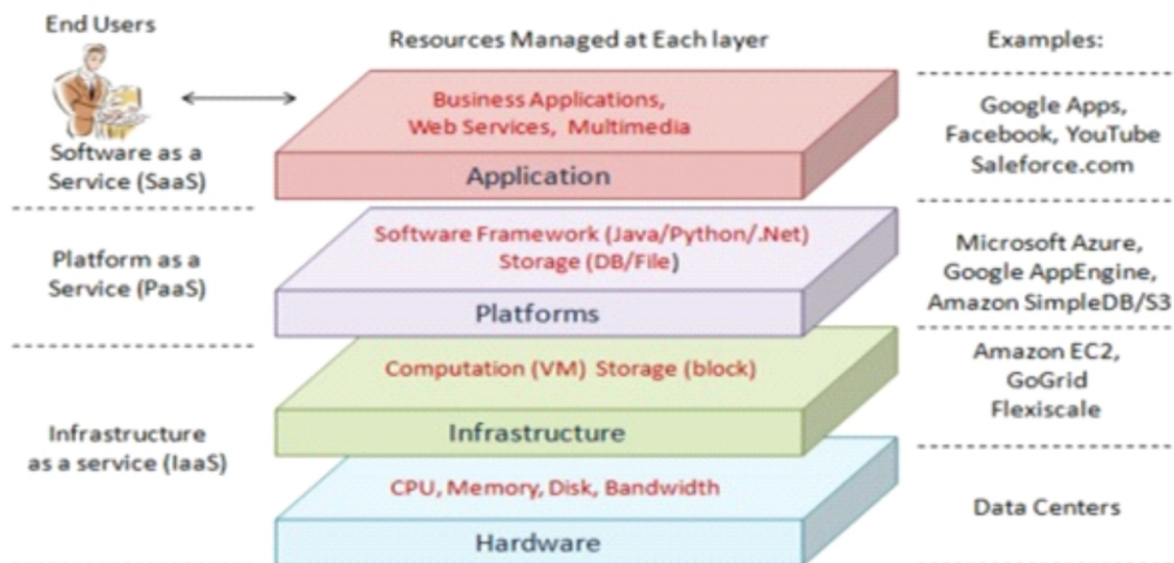 End Users
Resources Managed at Each layer
Examples:
Business Applications,
Web Services, Multimedia
Application
Software as a
Service (SaaS)
Google Apps,
Facebook, YouTube
Saleforce.com
Platform as a
Service (PaaS)
Software Framework (Java/Python/.Net)
Storage (DB/File)
Platforms
Microsoft Azure,
Google AppEngine,
Amazon SimpleDB/S3
Infrastructure
as a service (IaaS)
Computation (VM) Storage (block)
Infrastructure
Amazon EC2,
GoGrid
Flexiscale
CPU, Memory, Disk, Bandwidth
Hardware
Data Centers